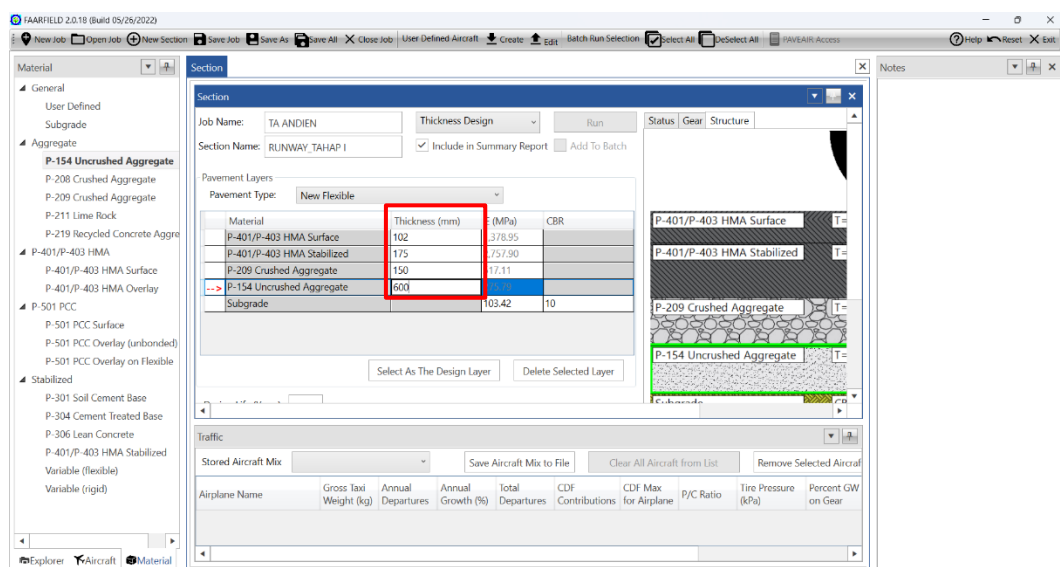 FAARFIELD 2.0.18 (Build 05/26/2022)
New Job Open Job New Section Save Job Save As Save All Close Job User Defined Aircraft Create Edit Batch Run Selection Select All DeSelect All PAVEAIR Access Help Reset Exit
Material
General
User Defined
Subgrade
Aggregate
P-154 Uncrushed Aggregate
P-208 Crushed Aggregate
P-209 Crushed Aggregate
P-211 Lime Rock
P-219 Recycled Concrete Aggre
P-401/P-403 HMA
P-401/P-403 HMA Surface
P-401/P-403 HMA Overlay
P-501 PCC
P-501 PCC Surface
P-501 PCC Overlay (unbonded)
P-501 PCC Overlay on Flexible
Stabilized
P-301 Soil Cement Base
P-304 Cement Treated Base
P-306 Lean Concrete
P-401/P-403 HMA Stabilized
Variable (flexible)
Variable (rigid)
Explorer Aircraft Material
Section
Section
Job Name: TA ANDIEN Thickness Design Run
Section Name: RUNWAY_TAHAP I Include in Summary Report Add To Batch
Pavement Layers
Pavement Type: New Flexible
Material Thickness (mm) E (MPa) CBR
P-401/P-403 HMA Surface 102 ,378.95
P-401/P-403 HMA Stabilized 175 ,757.90
P-209 Crushed Aggregate 150 17.11
--> P-154 Uncrushed Aggregate 600 75.79
Subgrade 103.42 10
Select As The Design Layer Delete Selected Layer
Status Gear Structure
P-401/P-403 HMA Surface T=
P-401/P-403 HMA Stabilized T=
P-209 Crushed Aggregate T=
P-154 Uncrushed Aggregate T=
Subgrade CB
Traffic
Stored Aircraft Mix Save Aircraft Mix to File Clear All Aircraft from List Remove Selected Aircraf
Airplane Name Gross Taxi Weight (kg) Annual Departures Annual Growth (%) Total Departures CDF Contributions CDF Max for Airplane P/C Ratio Tire Pressure (kPa) Percent GW on Gear
Notes